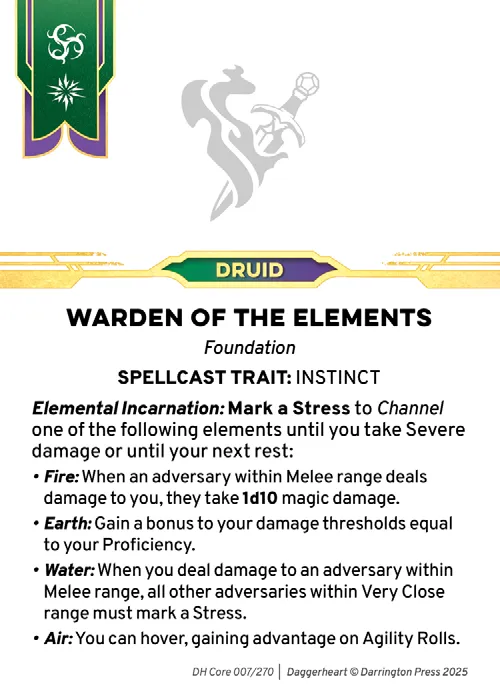 DRUID
WARDEN OF THE ELEMENTS
Foundation
SPELLCAST TRAIT: INSTINCT
Elemental Incarnation: Mark a Stress to Channel
one of the following elements until you take Severe
damage or until your next rest:
• Fire: When an adversary within Melee range deals
damage to you, they take 1d10 magic damage.
• Earth: Gain a bonus to your damage thresholds equal
to your Proficiency.
• Water: When you deal damage to an adversary within
Melee range, all other adversaries within Very Close
range must mark a Stress.
• Air: You can hover, gaining advantage on Agility Rolls.
DH Core 007/270 | Daggerheart © Darrington Press 2025